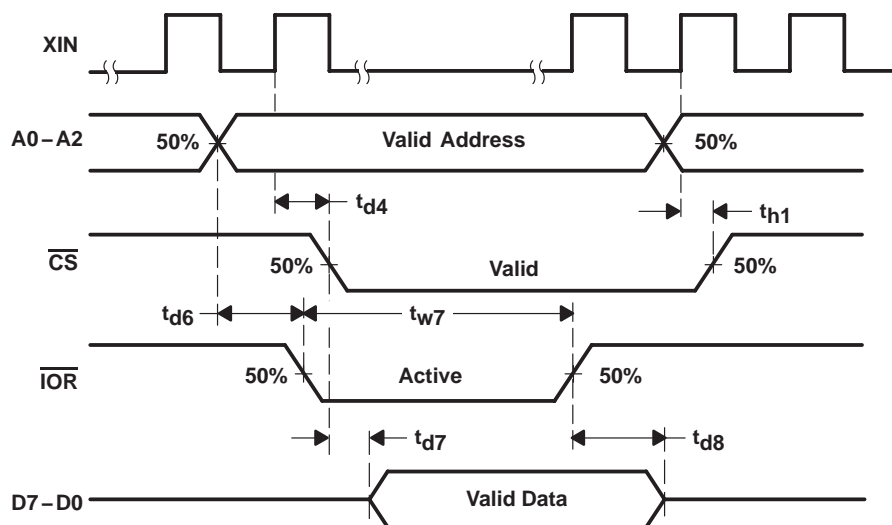 XIN
A0–A2
50%
Valid Address
50%
td4
th1
CS
50%
Valid
50%
td6
tw7
IOR
50%
Active
50%
td7
td8
D7–D0
Valid Data